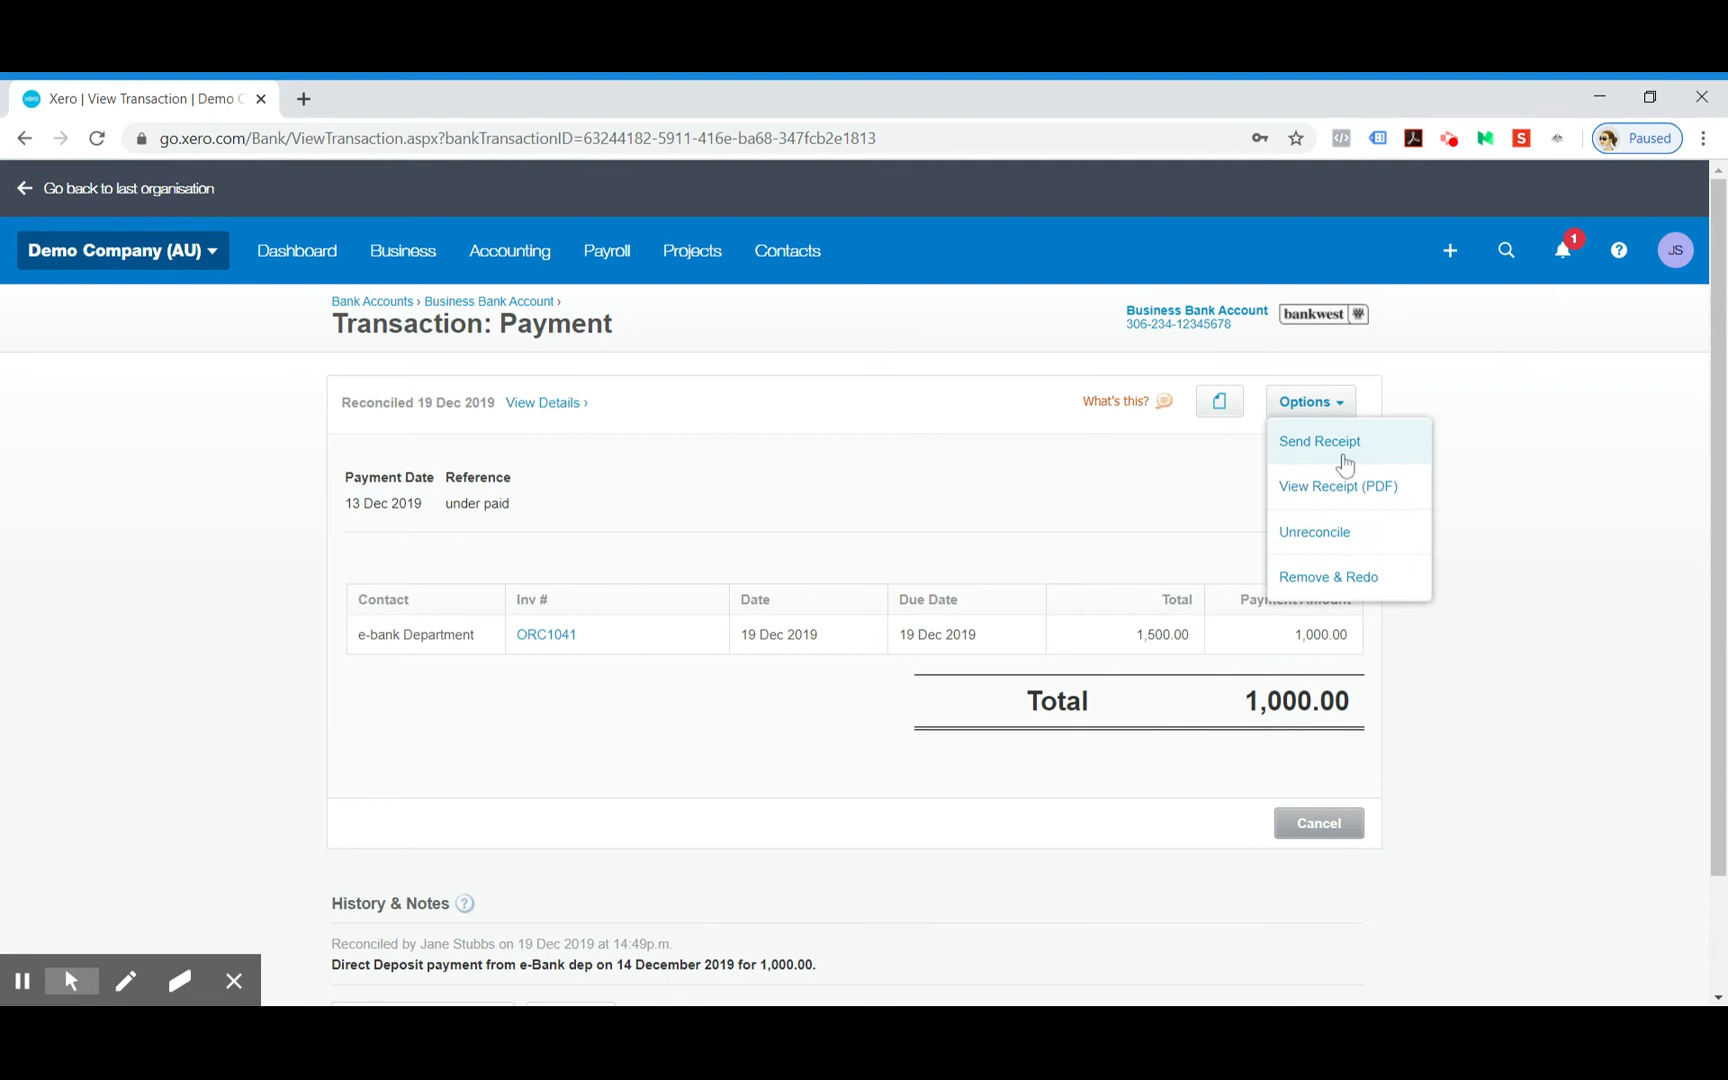 Xero | View Transaction | Demo C
go.xero.com/Bank/ViewTransaction.aspx?bankTransactionID=63244182-5911-416e-ba68-347fcb2e1813
Paused
Go back to last organisation
Demo Company (AU)
Dashboard
Business
Accounting
Payroll
Projects
Contacts
1
JS
Bank Accounts › Business Bank Account ›
Transaction: Payment
Business Bank Account
306-234-12345678
bankwest
Reconciled 19 Dec 2019 View Details ›
What's this?
Options
Send Receipt
View Receipt (PDF)
Unreconcile
Remove & Redo
Payment Date Reference
13 Dec 2019 under paid
Contact Inv # Date Due Date Total Payment Amount
e-bank Department ORC1041 19 Dec 2019 19 Dec 2019 1,500.00 1,000.00
Total 1,000.00
Cancel
History & Notes ?
Reconciled by Jane Stubbs on 19 Dec 2019 at 14:49p.m.
Direct Deposit payment from e-Bank dep on 14 December 2019 for 1,000.00.